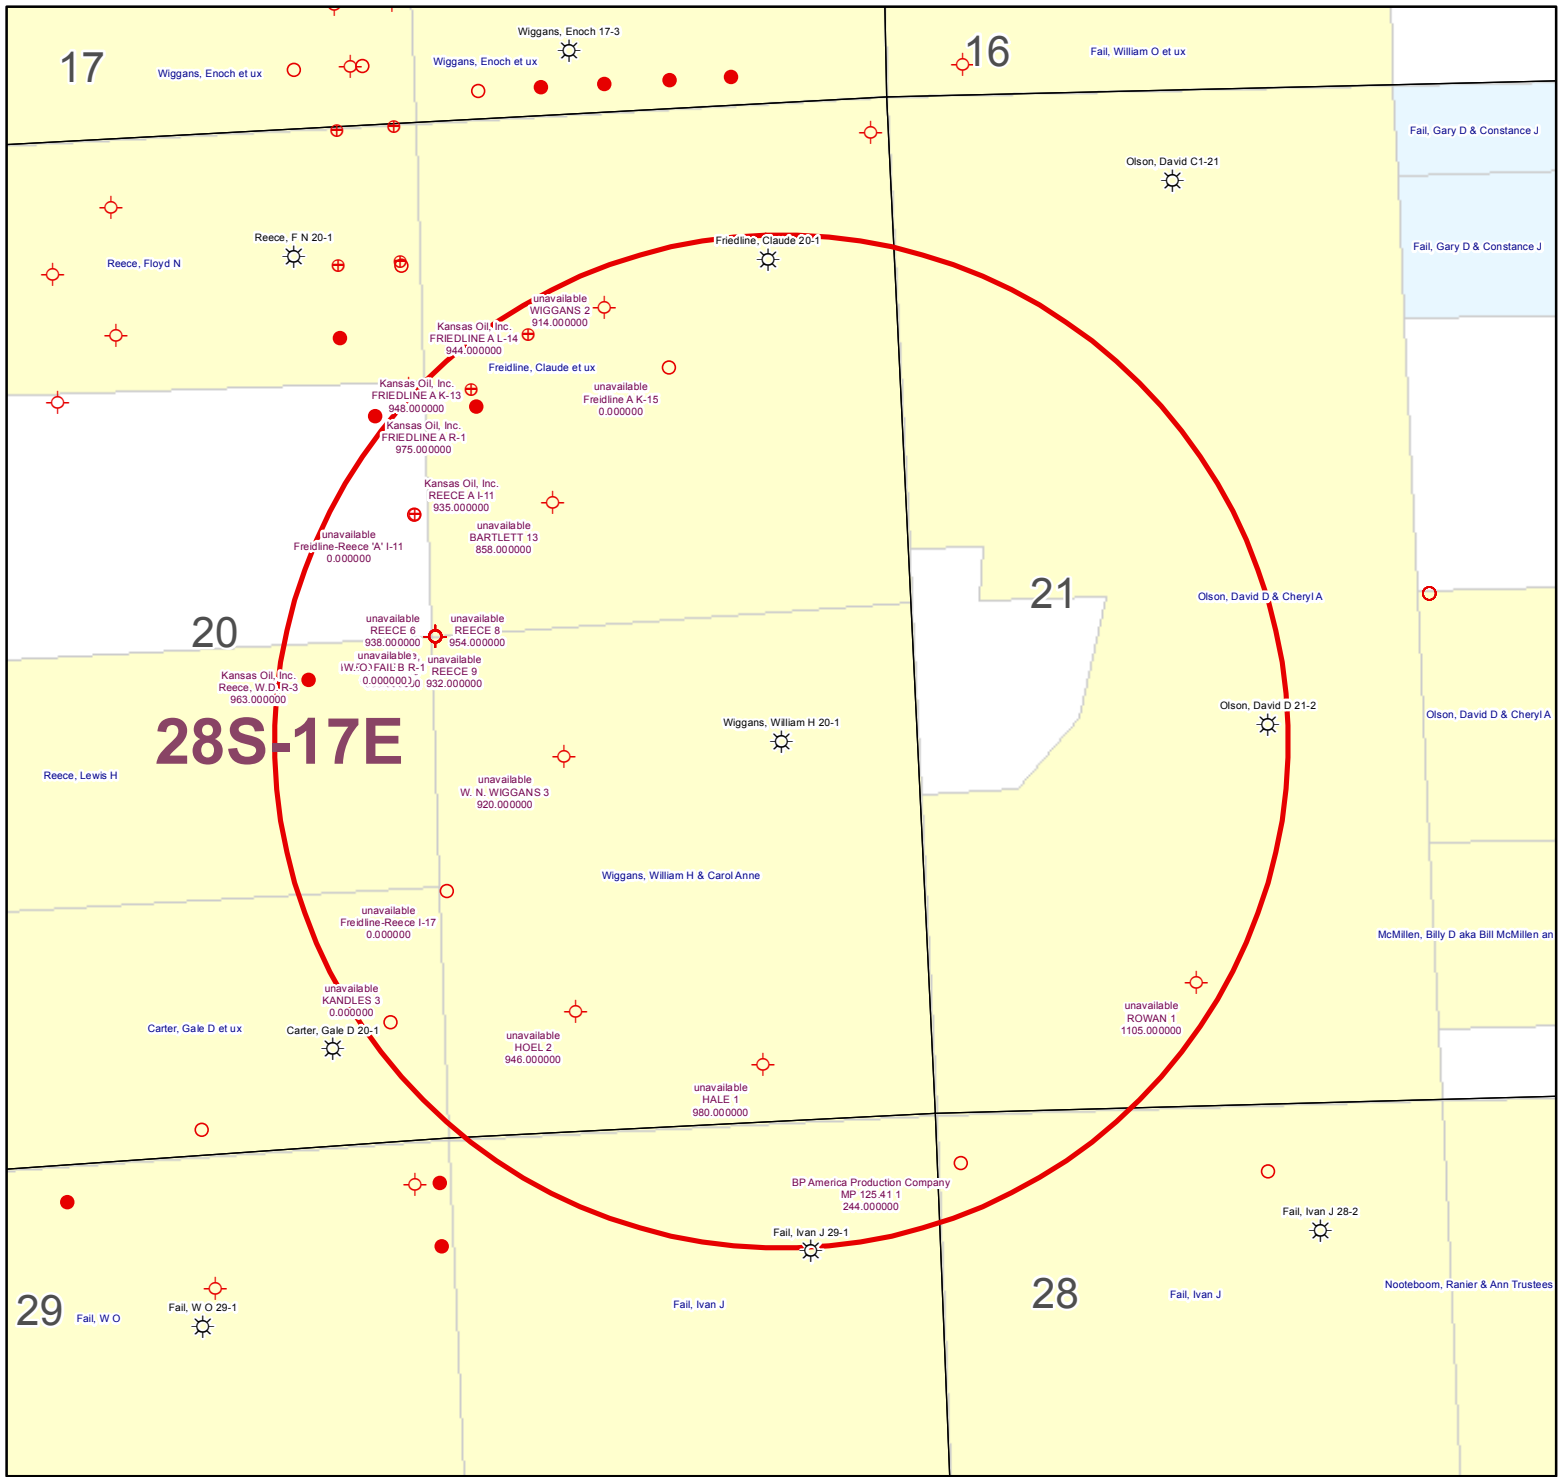 17
Wiggans, Enoch et ux
Wiggans, Enoch 17-3
Wiggans, Enoch et ux
16
Fail, William O et ux
Fail, Gary D & Constance J
Olson, David C1-21
Reece, F N 20-1
Reece, Floyd N
Friedline, Claude 20-1
Fail, Gary D & Constance J
unavailable
WIGGANS 2
914.000000
Kansas Oil, Inc.
FRIEDLINE A L-14
944.000000
Freidline, Claude et ux
Kansas Oil, Inc.
FRIEDLINE A K-13
948.000000
unavailable
Freidline A K-15
0.000000
Kansas Oil, Inc.
FRIEDLINE A R-1
975.000000
Kansas Oil, Inc.
REECE A I-11
935.000000
unavailable
BARTLETT 13
858.000000
unavailable
Freidline-Reece 'A' I-11
0.000000
21
Olson, David D & Cheryl A
20
unavailable
REECE 6
938.000000
unavailable
REECE 8
954.000000
unavailable
FAIL B R-1
0.000000
unavailable
REECE 9
932.000000
Kansas Oil, Inc.
Reece, W.D. R-3
963.000000
28S-17E
Wiggans, William H 20-1
Olson, David D 21-2
Olson, David D & Cheryl A
Reece, Lewis H
unavailable
W. N. WIGGANS 3
920.000000
Wiggans, William H & Carol Anne
unavailable
Freidline-Reece I-17
0.000000
McMillen, Billy D aka Bill McMillen an
unavailable
KANDLES 3
0.000000
Carter, Gale D et ux
Carter, Gale D 20-1
unavailable
HOEL 2
946.000000
unavailable
ROWAN 1
1105.000000
unavailable
HALE 1
980.000000
BP America Production Company
MP 125.41 1
244.000000
Fail, Ivan J 29-1
Fail, Ivan J 28-2
29
Fail, W O
Fail, W O 29-1
Fail, Ivan J
28
Fail, Ivan J
Nooteboom, Ranier & Ann Trustees